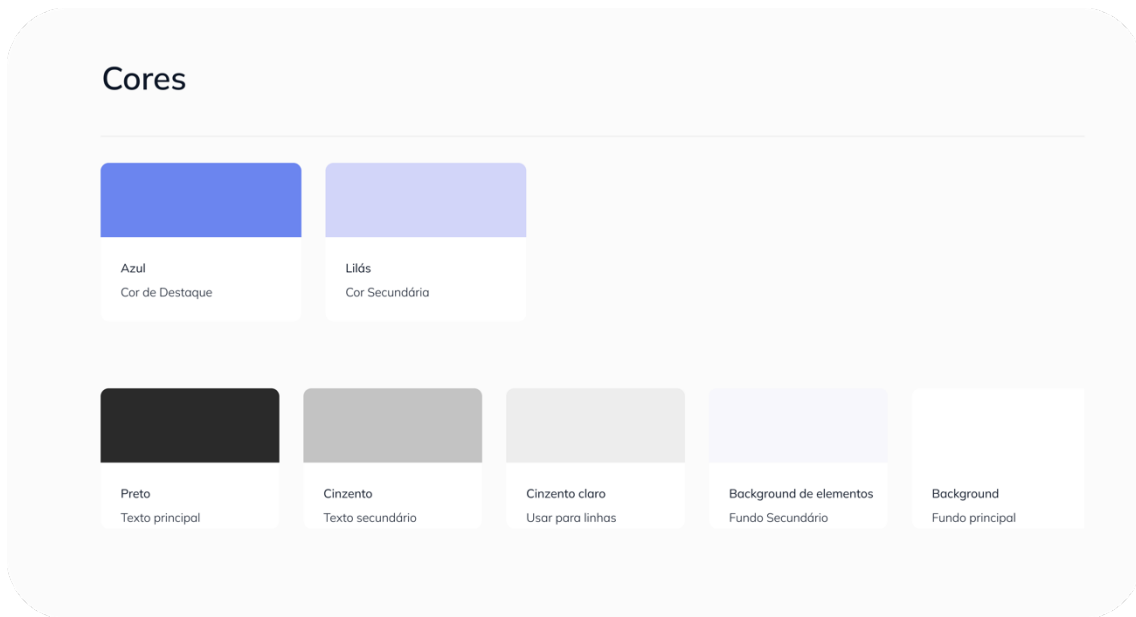 Cores
Azul
Cor de Destaque
Lilás
Cor Secundária
Preto
Texto principal
Cinzento
Texto secundário
Cinzento claro
Usar para linhas
Background de elementos
Fundo Secundário
Background
Fundo principal